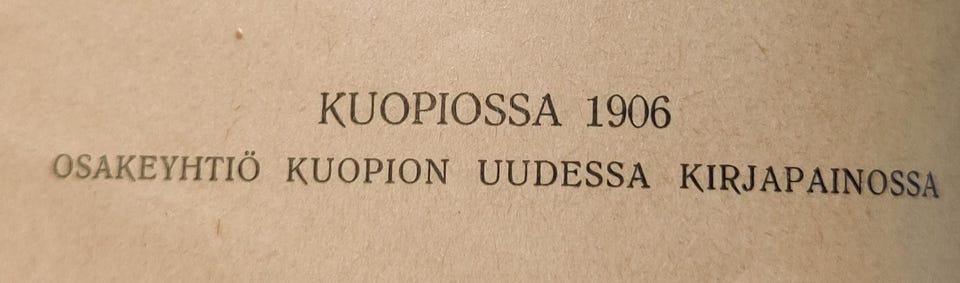 KUOPIOSSA 1906
OSAKEYHTIÖ KUOPION UUDESSA KIRJAPAINOSSA